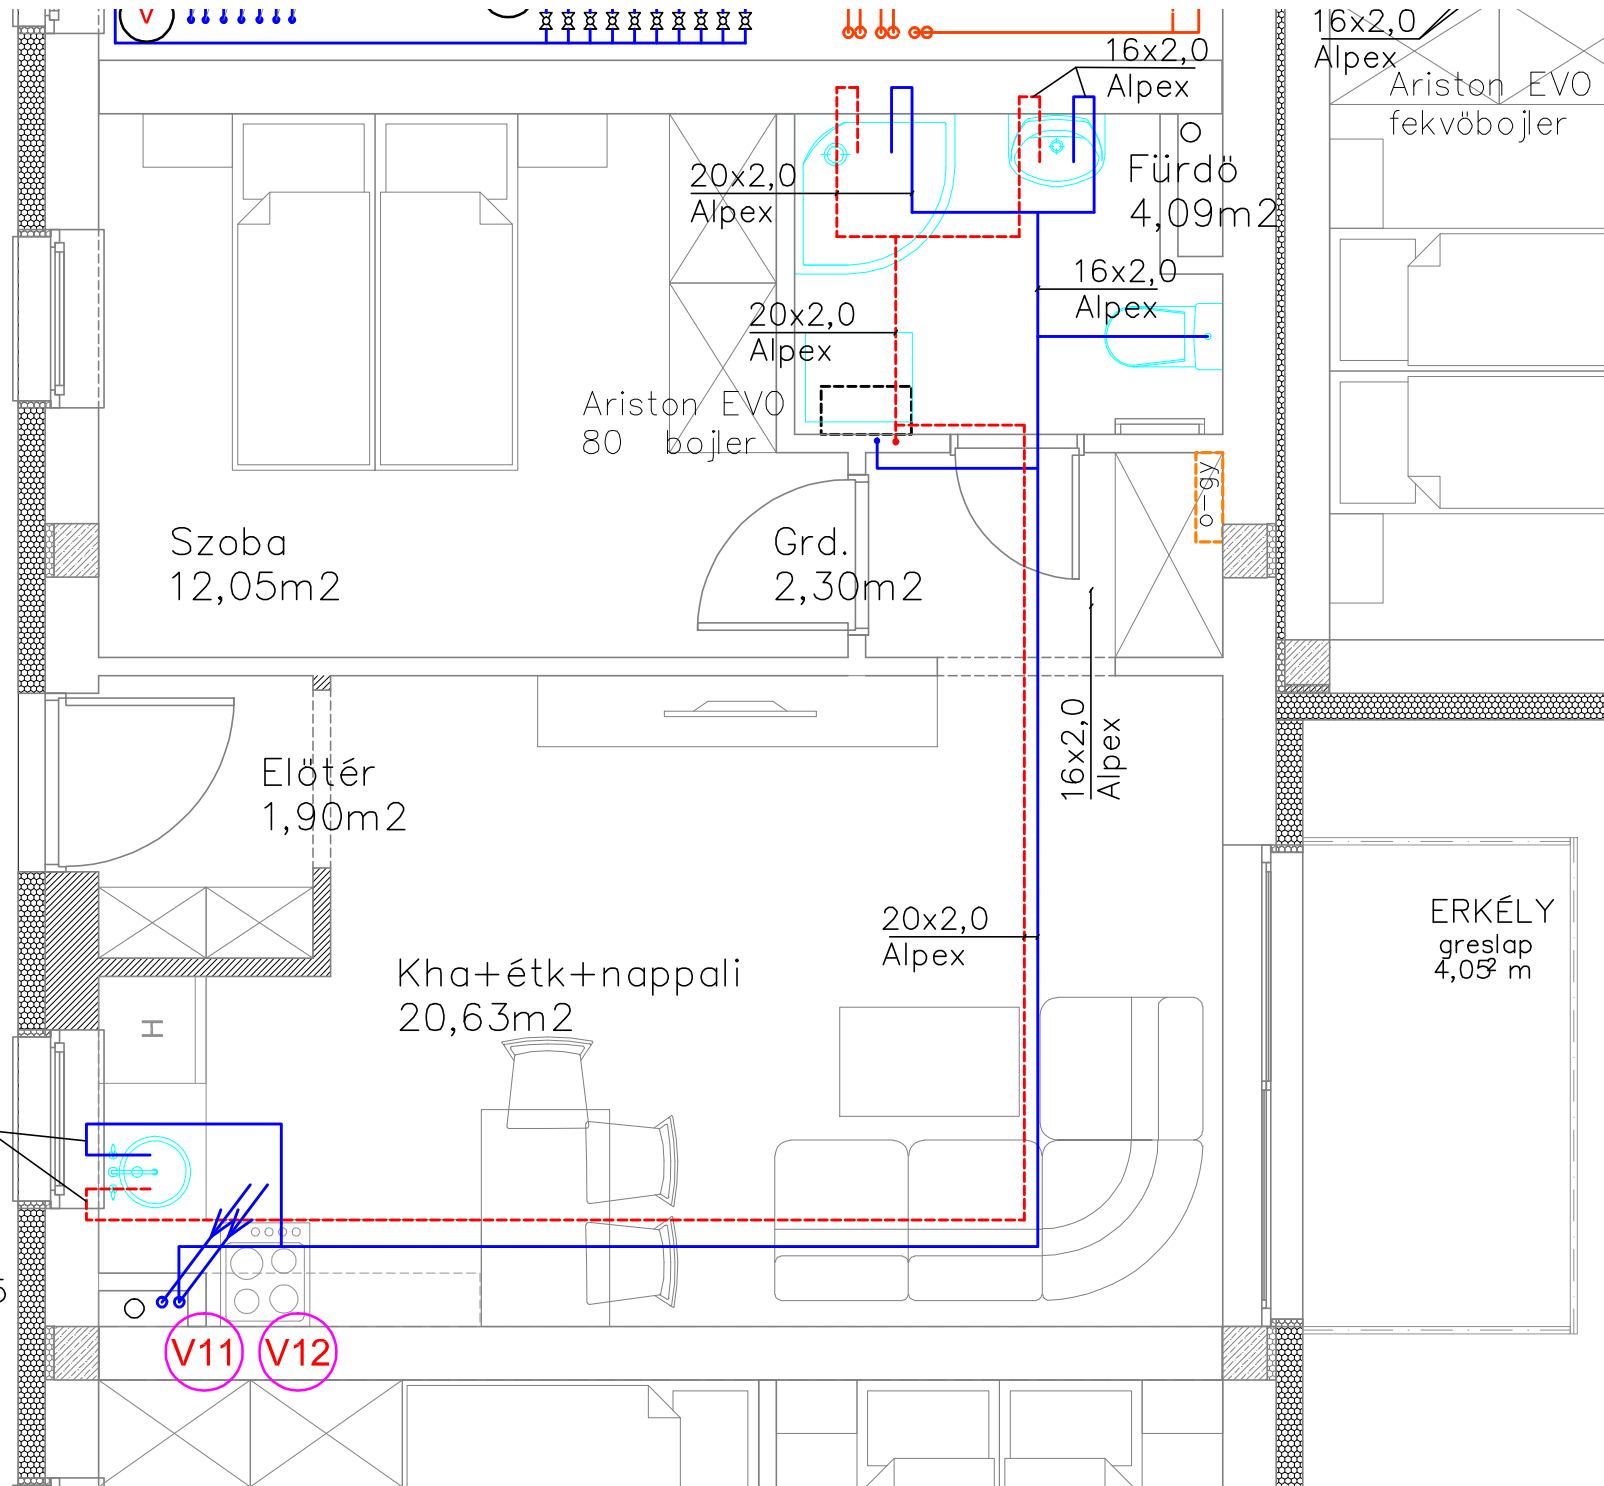 V
16x2,0
Alpex
16x2,0
Alpex
Ariston EVO
fekvőbojler
20x2,0
Alpex
Fürdő
4,09m2
16x2,0
Alpex
20x2,0
Alpex
Ariston EVO
80 bojler
o-gy
Szoba
12,05m2
Grd.
2,30m2
16x2,0
Alpex
Előtér
1,90m2
20x2,0
Alpex
ERKÉLY
greslap
4,05² m
Kha+étk+nappali
20,63m2
H
V11
V12